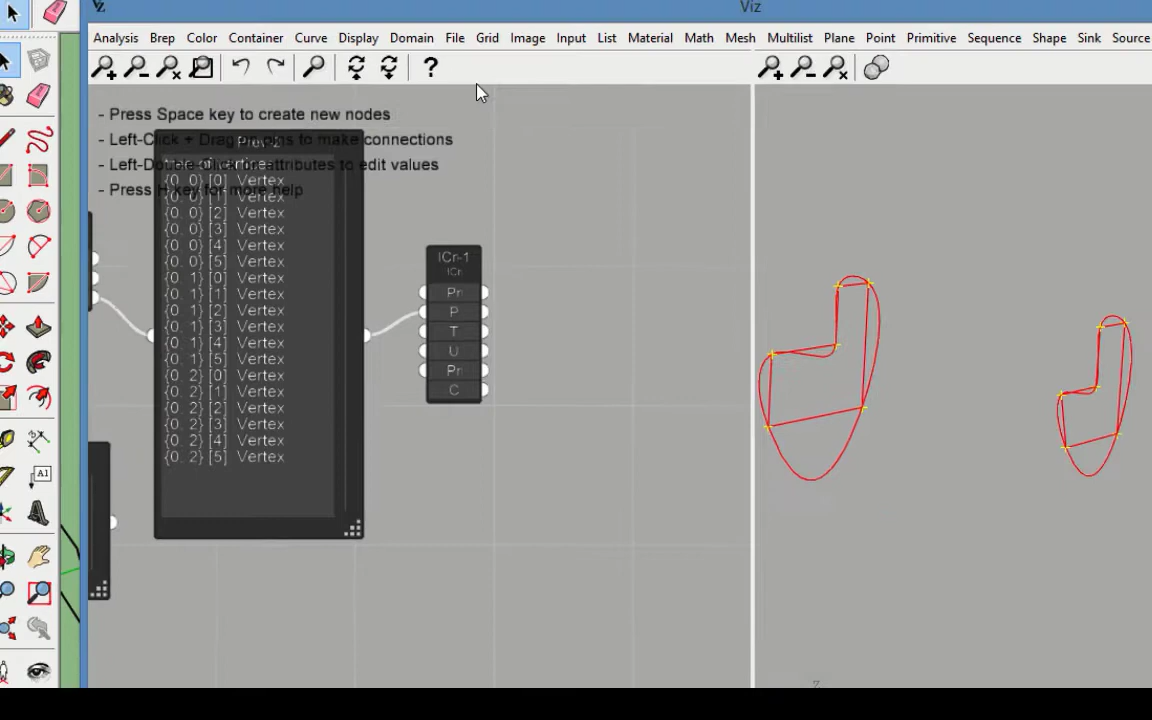 Viz
Analysis Brep Color Container Curve Display Domain File Grid Image Input List Material Math Mesh Multilist Plane Point Primitive Sequence Shape Sink Source
- Press Space key to create new nodes
- Left-Click + Drag on pins to make connections
- Left-Double-Click on attributes to edit values
- Press H key for more help
{0, 0} [0] Vertex
{0, 0} [1] Vertex
{0, 0} [2] Vertex
{0, 0} [3] Vertex
{0, 0} [4] Vertex
{0, 0} [5] Vertex
{0, 1} [0] Vertex
{0, 1} [1] Vertex
{0, 1} [2] Vertex
{0, 1} [3] Vertex
{0, 1} [4] Vertex
{0, 1} [5] Vertex
{0, 2} [0] Vertex
{0, 2} [1] Vertex
{0, 2} [2] Vertex
{0, 2} [3] Vertex
{0, 2} [4] Vertex
{0, 2} [5] Vertex
ICr-1
ICr
Pr
P
T
U
Pr
C
A1
Z